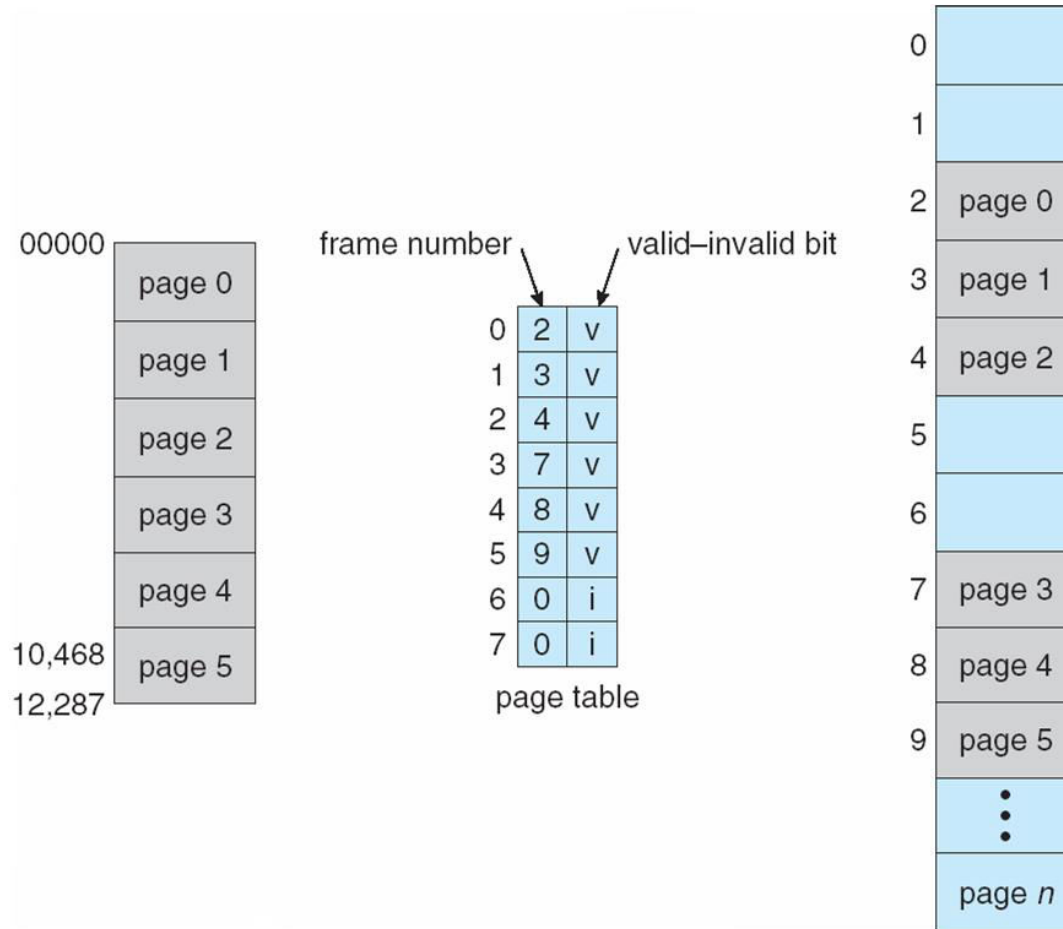 00000
page 0
page 1
page 2
page 3
page 4
10,468
page 5
12,287
frame number
valid–invalid bit
0 2 v
1 3 v
2 4 v
3 7 v
4 8 v
5 9 v
6 0 i
7 0 i
page table
0
1
2 page 0
3 page 1
4 page 2
5
6
7 page 3
8 page 4
9 page 5
page n